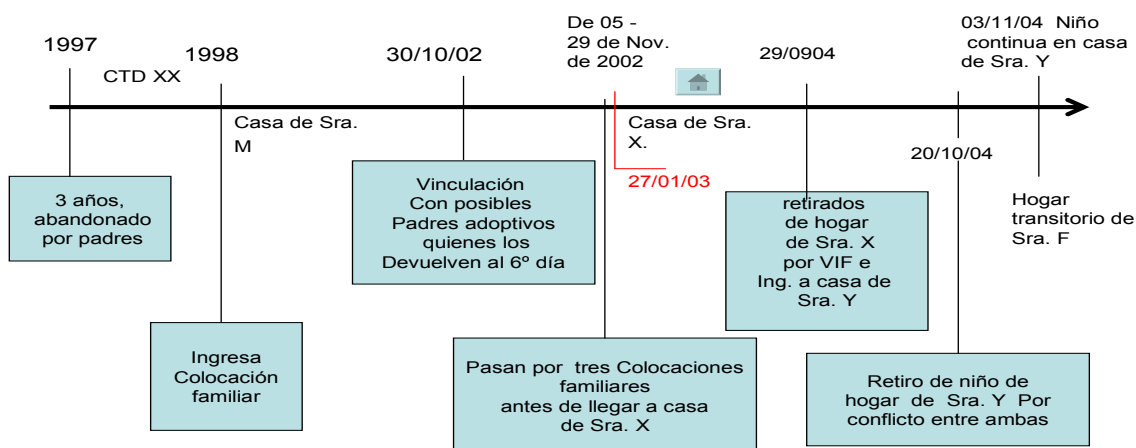 1997
CTD XX
3 años,
abandonado
por padres
1998
Casa de Sra.
M
Ingresa
Colocación
familiar
30/10/02
Vinculación
Con posibles
Padres adoptivos
quienes los
Devuelven al 6º día
De 05 -
29 de Nov.
de 2002
Casa de Sra.
X.
27/01/03
Pasan por tres Colocaciones
familiares
antes de llegar a casa
de Sra. X
29/0904
retirados
de hogar
de Sra. X
por VIF e
Ing. a casa de
Sra. Y
20/10/04
Retiro de niño de
hogar de Sra. Y Por
conflicto entre ambas
03/11/04 Niño
continua en casa
de Sra. Y
Hogar
transitorio de
Sra. F